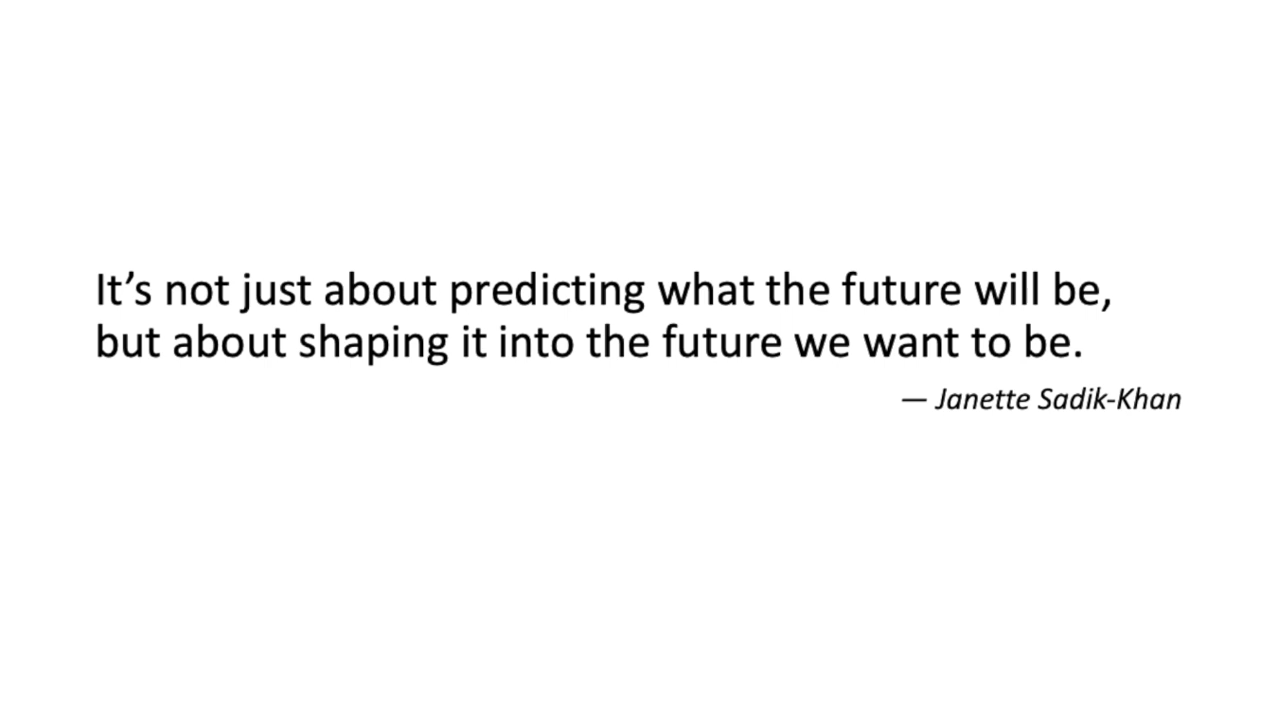 It’s not just about predicting what the future will be,
but about shaping it into the future we want to be.
— Janette Sadik-Khan